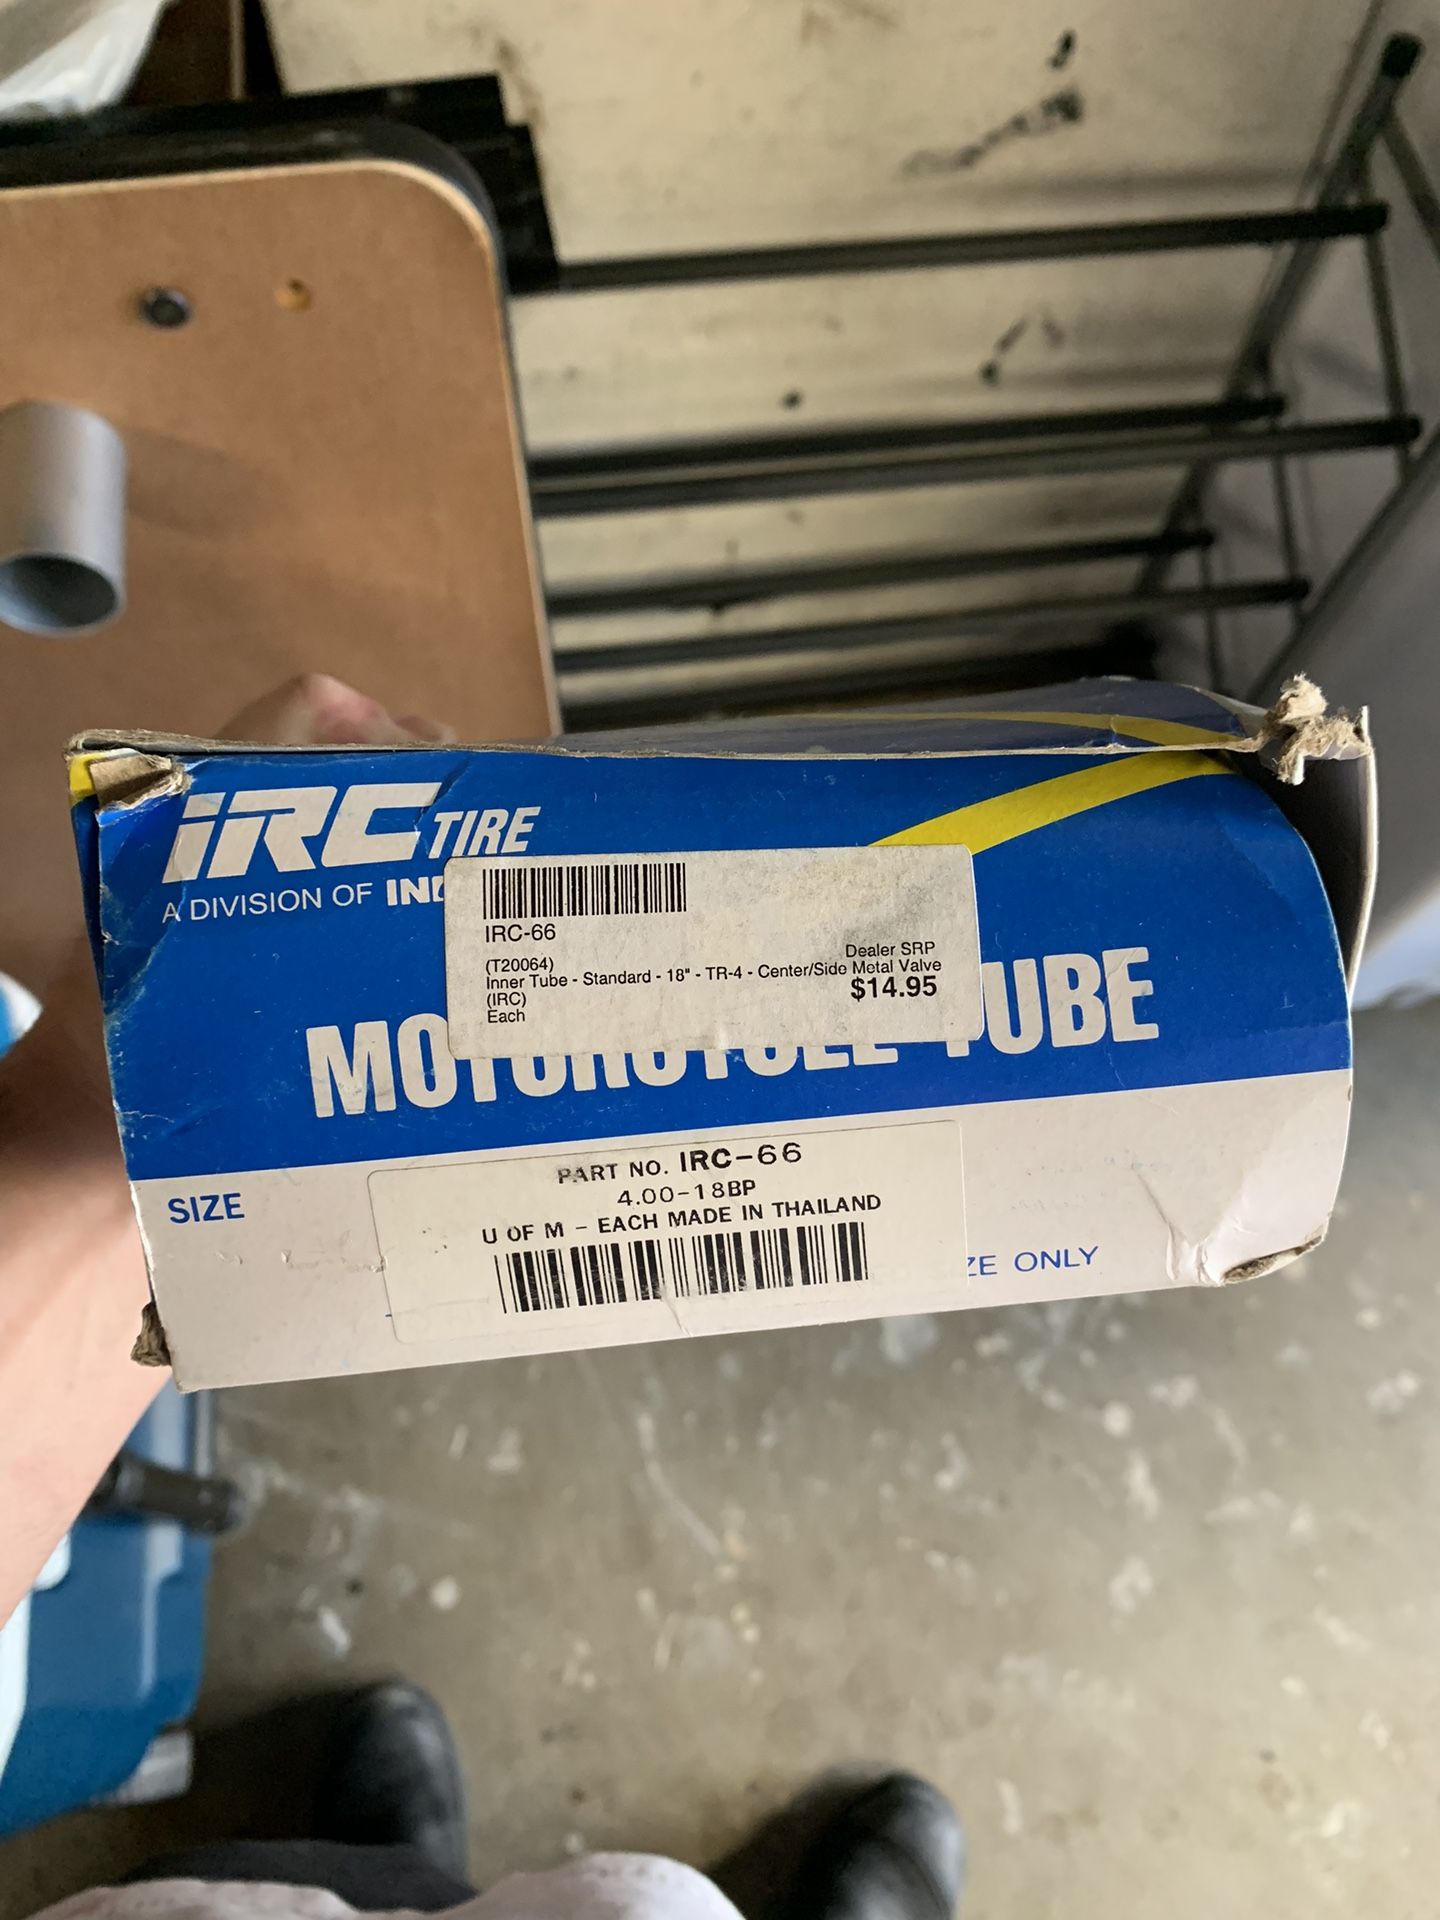 iRC TIRE
A DIVISION OF
IRC-66
(T20064)
Dealer SRP
Inner Tube - Standard - 18" - TR-4 - Center/Side Metal Valve
(IRC)
$14.95
Each
MOTORCYCLE TUBE
PART NO. IRC-66
SIZE
4.00-18BP
U OF M - EACH MADE IN THAILAND
ONLY